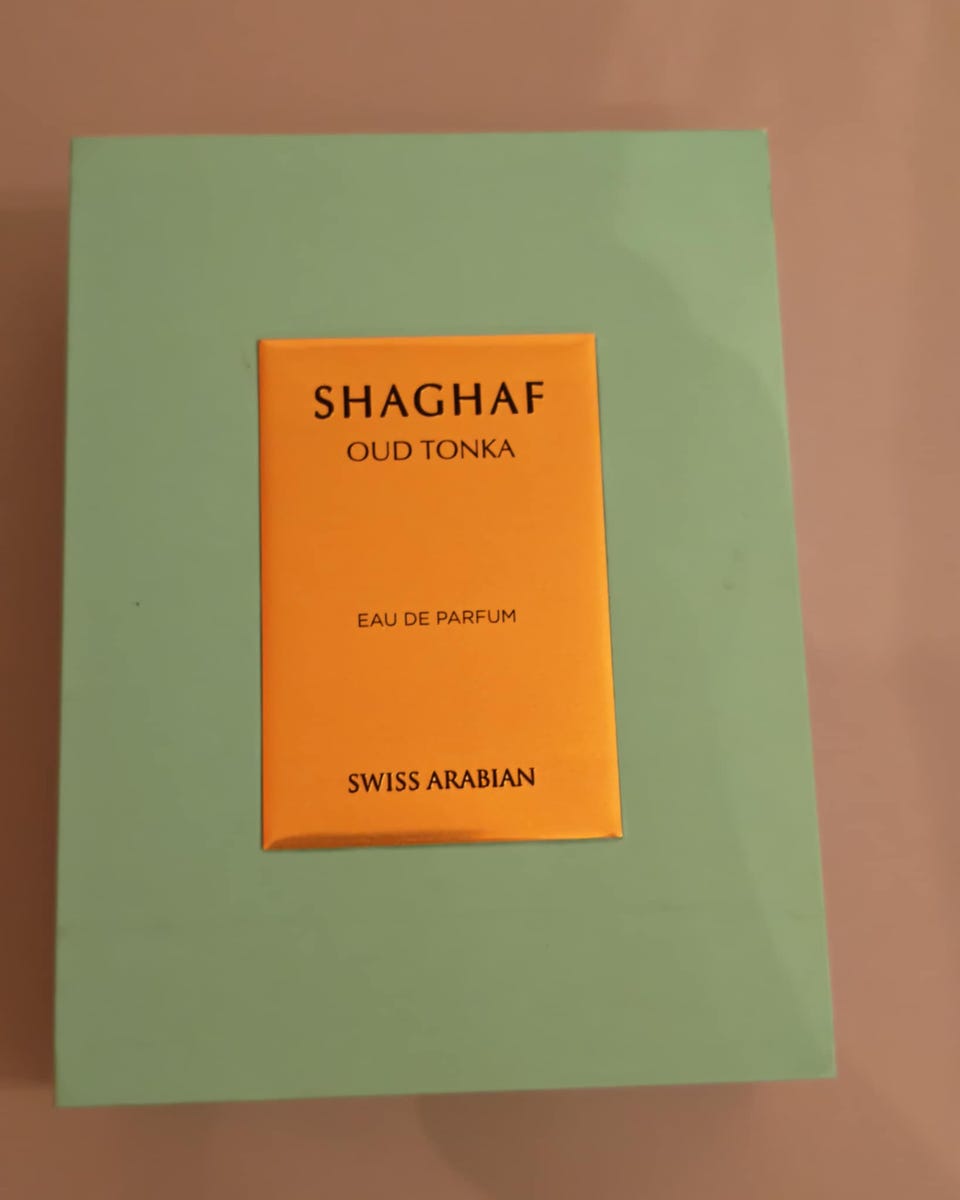 SHAGHAF
OUD TONKA
EAU DE PARFUM
SWISS ARABIAN